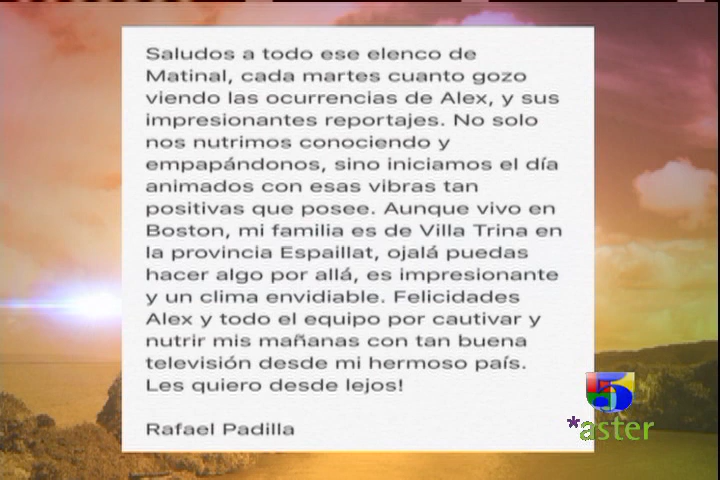 Saludos a todo ese elenco de
Matinal, cada martes cuanto gozo
viendo las ocurrencias de Alex, y sus
impresionantes reportajes. No solo
nos nutrimos conociendo y
empapándonos, sino iniciamos el día
animados con esas vibras tan
positivas que posee. Aunque vivo en
Boston, mi familia es de Villa Trina en
la provincia Espaillat, ojalá puedas
hacer algo por allá, es impresionante
y un clima envidiable. Felicidades
Alex y todo el equipo por cautivar y
nutrir mis mañanas con tan buena
televisión desde mi hermoso país.
Les quiero desde lejos!
Rafael Padilla
5
*aster